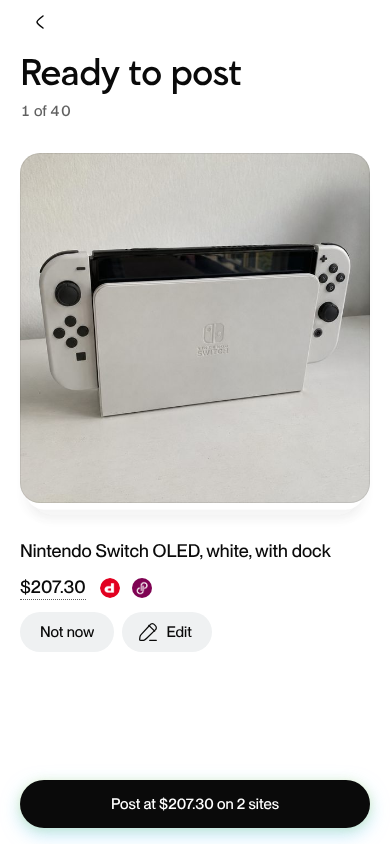 Ready to post
1 of 40
Nintendo Switch OLED, white, with dock
$207.30
Not now
Edit
Post at $207.30 on 2 sites